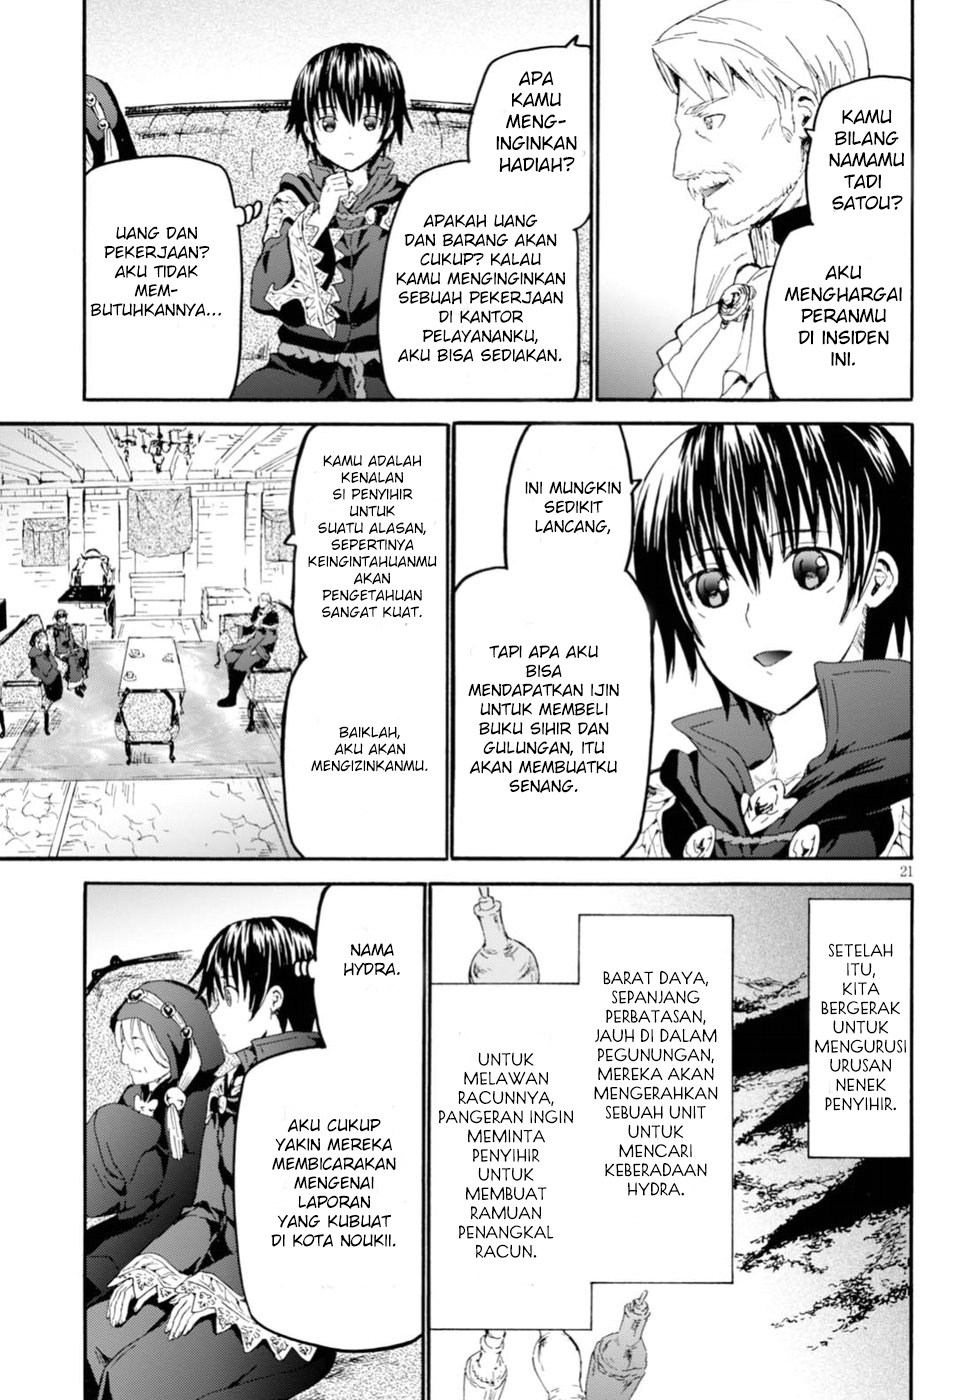 KAMU
BILANG
NAMAMU
TADI
SATOU?
AKU
MENGHARGAI
PERANMU
DI INSIDEN
INI.
APA
KAMU
MENG-
INGINKAN
HADIAH?
APAKAH UANG
DAN BARANG AKAN
CUKUP? KALAU
KAMU MENGINGINKAN
SEBUAH PEKERJAAN
DI KANTOR
PELAYANANKU,
AKU BISA SEDIAKAN.
UANG DAN
PEKERJAAN?
AKU TIDAK
MEM-
BUTUHKANNYA...
INI MUNGKIN
SEDIKIT
LANCANG,
TAPI APA AKU
BISA
MENDAPATKAN IJIN
UNTUK MEMBELI
BUKU SIHIR DAN
GULUNGAN, ITU
AKAN MEMBUATKU
SENANG.
KAMU ADALAH
KENALAN
SI PENYIHIR
UNTUK
SUATU ALASAN,
SEPERTINYA
KEINGINTAHUANMU
AKAN
PENGETAHUAN
SANGAT KUAT.
BAIKLAH,
AKU AKAN
MENGIZINKANMU.
21
SETELAH
ITU,
KITA
BERGERAK
UNTUK
MENGURUSI
URUSAN
NENEK
PENYIHIR.
BARAT DAYA,
SEPANJANG
PERBATASAN,
JAUH DI DALAM
PEGUNUNGAN,
MEREKA AKAN
MENGERAHKAN
SEBUAH UNIT
UNTUK
MENCARI
KEBERADAAN
HYDRA.
UNTUK
MELAWAN
RACUNNYA,
PANGERAN INGIN
MEMINTA
PENYIHIR
UNTUK
MEMBUAT
RAMUAN
PENANGKAL
RACUN.
NAMA
HYDRA.
AKU CUKUP
YAKIN MEREKA
MEMBICARAKAN
MENGENAI
LAPORAN
YANG KUBUAT
DI KOTA NOUKII.